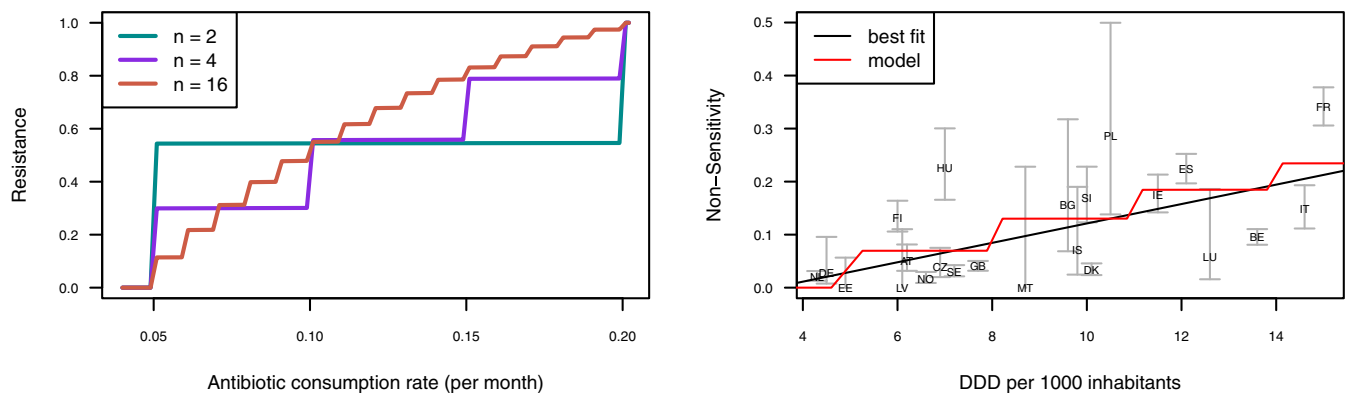 n = 2
n = 4
n = 16
Resistance
1.0
0.8
0.6
0.4
0.2
0.0
0.05 0.10 0.15 0.20
Antibiotic consumption rate (per month)
best fit
model
Non−Sensitivity
0.5
0.4
0.3
0.2
0.1
0.0
FR
PL
HU
ES
IE
SI
BG
IT
FI
BE
IS
LU
AT
CZ
GB
DK
SE
DE
NL
NO
EE
LV
MT
4 6 8 10 12 14
DDD per 1000 inhabitants